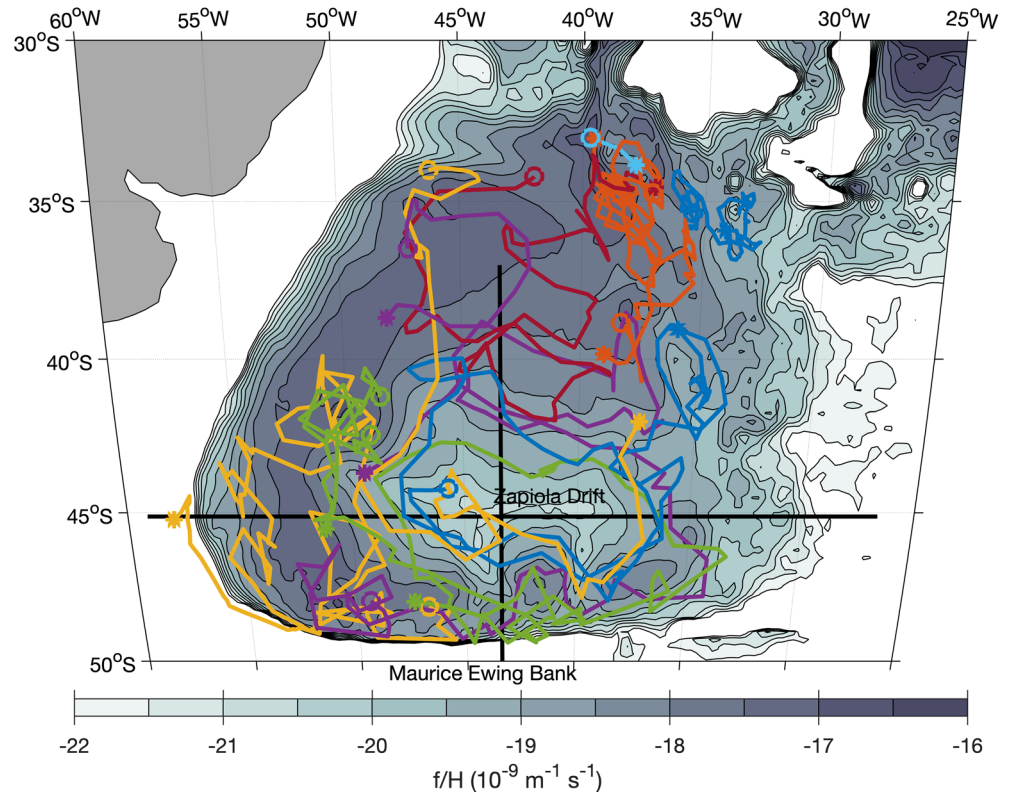 60°W 55°W 50°W 45°W 40°W 35°W 30°W 25°W
30°S
35°S
40°S
Zapiola Drift
45°S
50°S
Maurice Ewing Bank
-22 -21 -20 -19 -18 -17 -16
f/H (10⁻⁹ m⁻¹ s⁻¹)